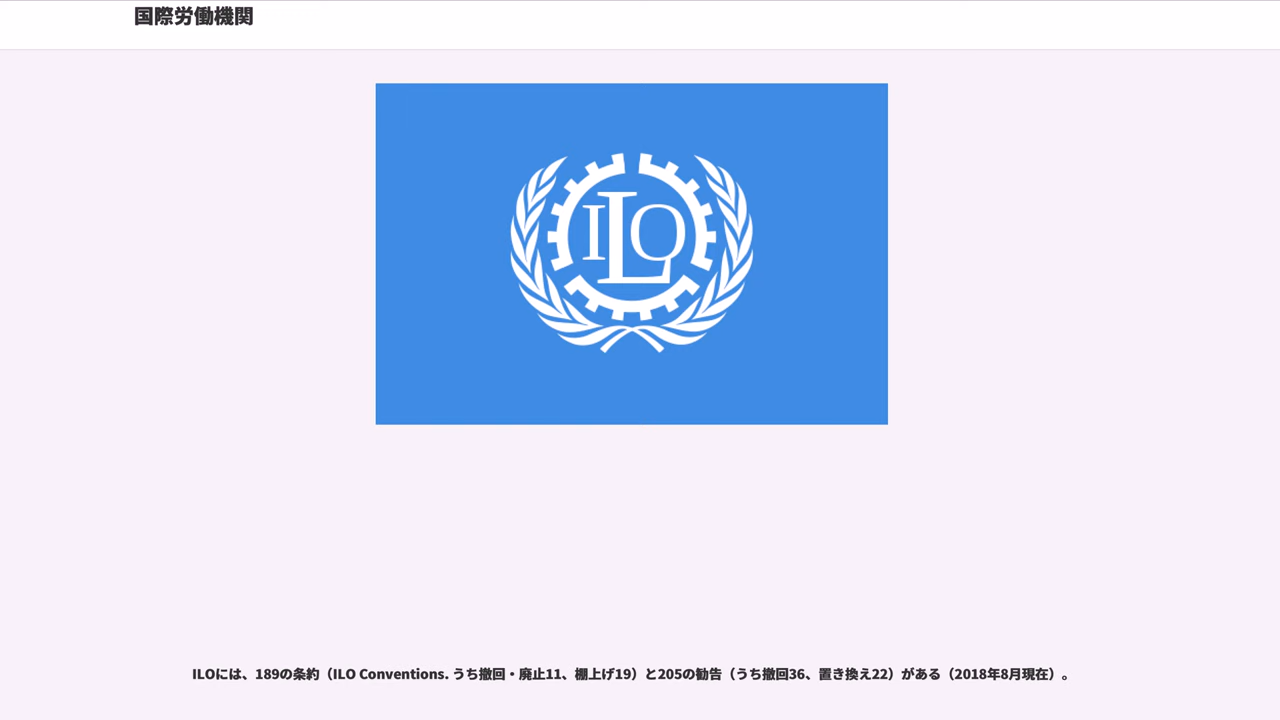 国際労働機関
ILO
ILOには、189の条約（ILO Conventions. うち撤回・廃止11、棚上げ19）と205の勧告（うち撤回36、置き換え22）がある（2018年8月現在）。